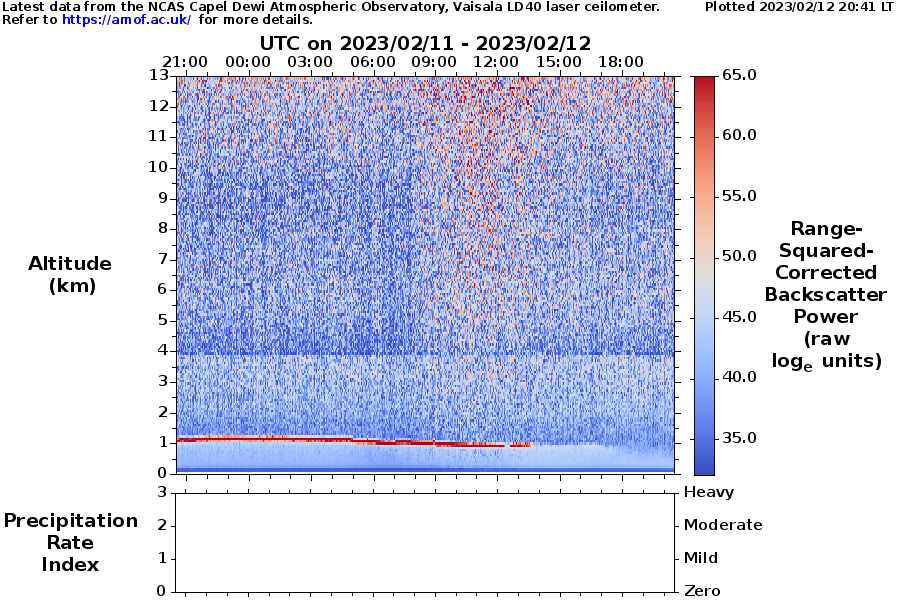 Latest data from the NCAS Capel Dewi Atmospheric Observatory, Vaisala LD40 laser ceilometer. Plotted 2023/02/12 20:41 LT
Refer to https://amof.ac.uk/ for more details.
UTC on 2023/02/11 - 2023/02/12
21:00 00:00 03:00 06:00 09:00 12:00 15:00 18:00
13
12
11
10
9
8
7
6
5
4
3
2
1
0
Altitude
(km)
65.0
60.0
55.0
50.0
45.0
40.0
35.0
Range-
Squared-
Corrected
Backscatter
Power
(raw
loge units)
3
2
1
0
Precipitation
Rate
Index
Heavy
Moderate
Mild
Zero